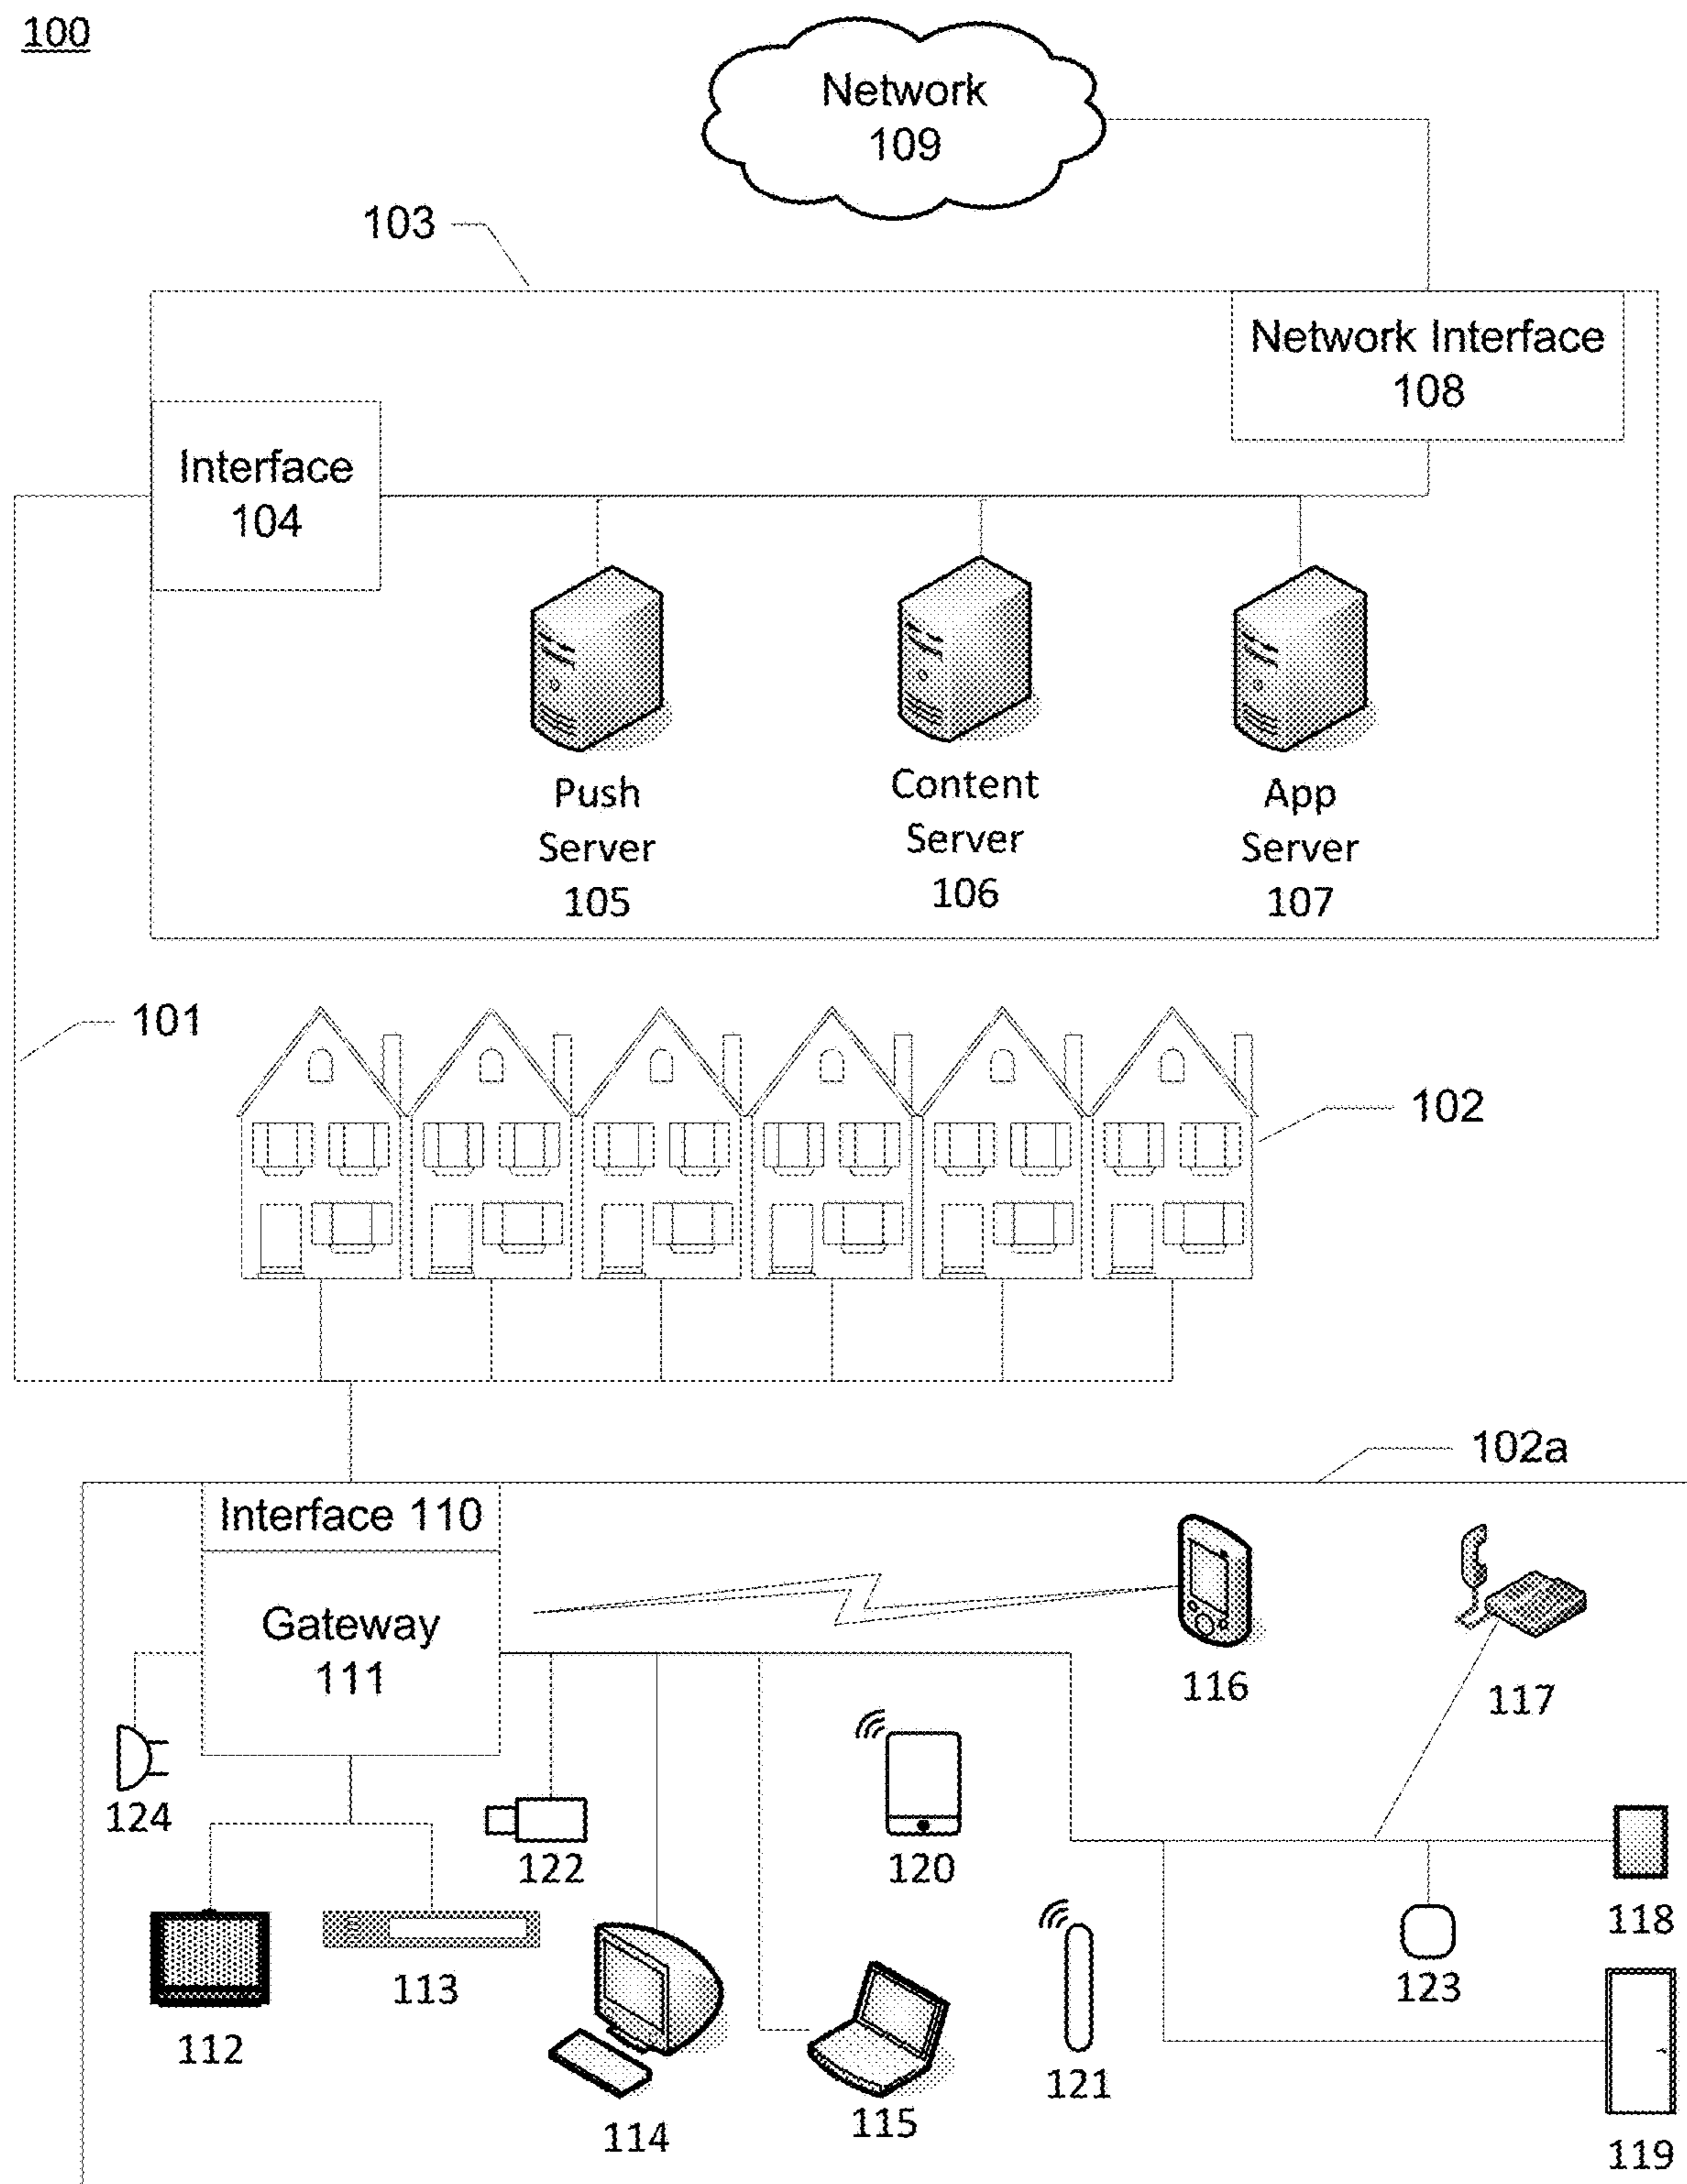 100
Network
109
103
Network Interface
108
Interface
104
Push
Server
105
Content
Server
106
App
Server
107
101
102
102a
Interface 110
Gateway
111
116
117
124
122
120
118
123
112
113
114
115
121
119